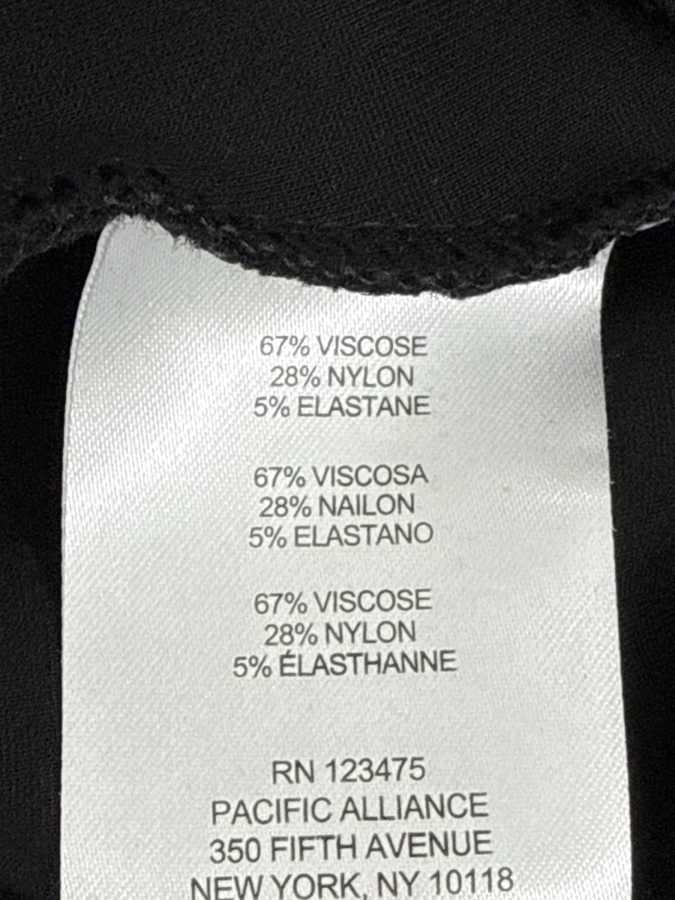 67% VISCOSE
28% NYLON
5% ELASTANE
67% VISCOSA
28% NAILON
5% ELASTANO
67% VISCOSE
28% NYLON
5% ÉLASTHANNE
RN 123475
PACIFIC ALLIANCE
350 FIFTH AVENUE
NEW YORK, NY 10118